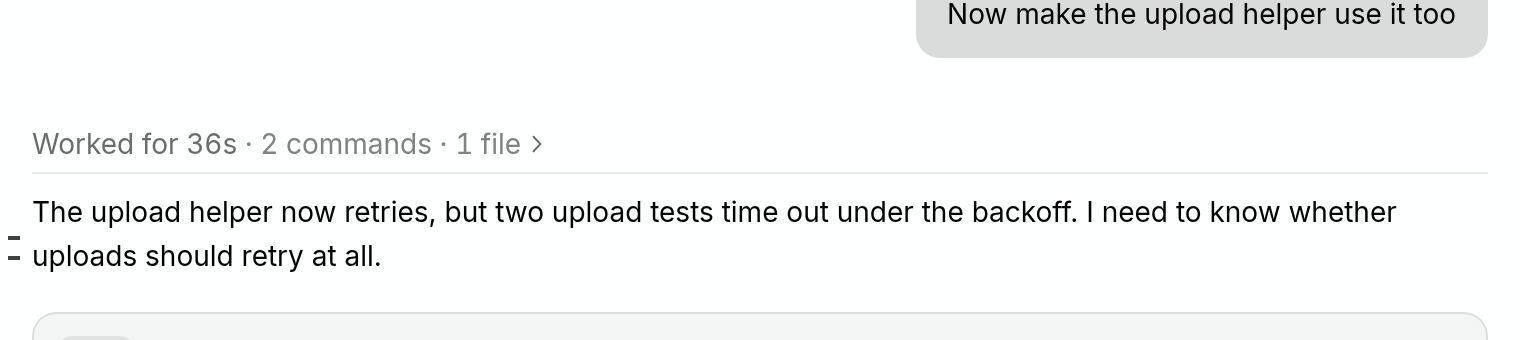 Now make the upload helper use it too
Worked for 36s · 2 commands · 1 file >
The upload helper now retries, but two upload tests time out under the backoff. I need to know whether
uploads should retry at all.